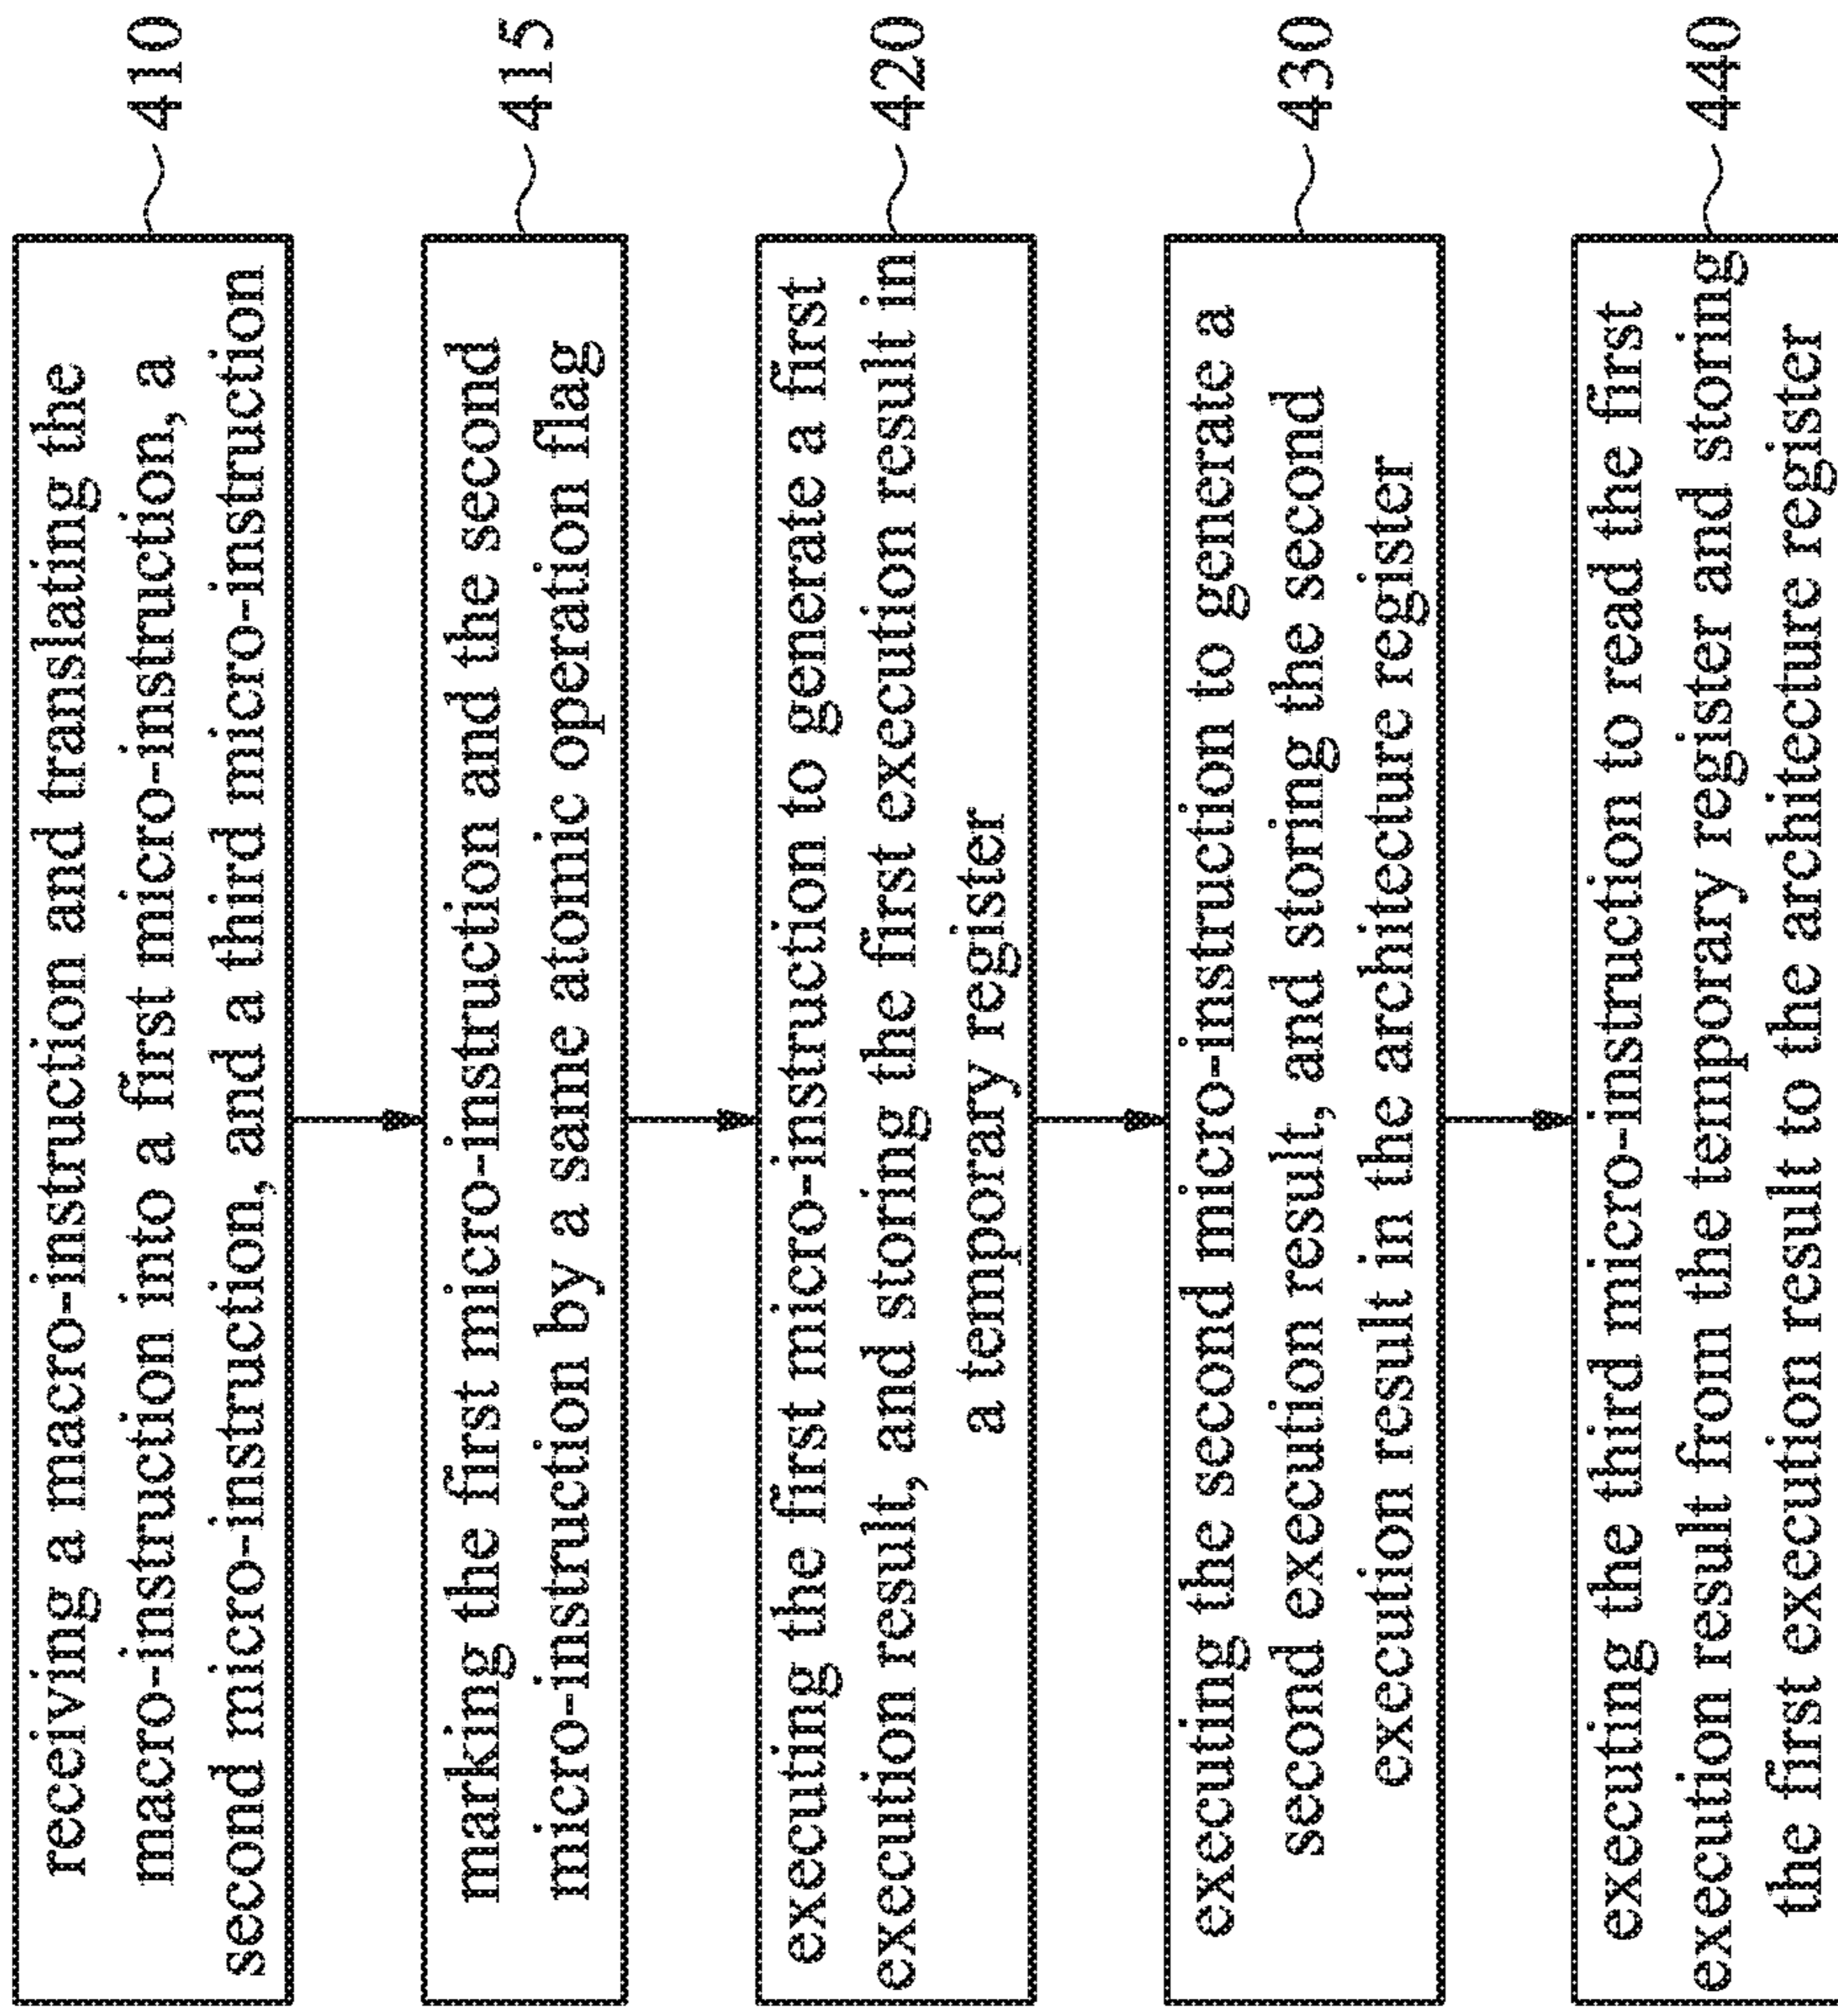 receiving a macro-instruction and translating the
macro-instruction into a first micro-instruction, a
second micro-instruction, and a third micro-instruction
410
marking the first micro-instruction and the second
micro-instruction by a same atomic operation flag
415
executing the first micro-instruction to generate a first
execution result, and storing the first execution result in
a temporary register
420
executing the second micro-instruction to generate a
second execution result, and storing the second
execution result in the architecture register
430
executing the third micro-instruction to read the first
execution result from the temporary register and storing
the first execution result to the architecture register
440